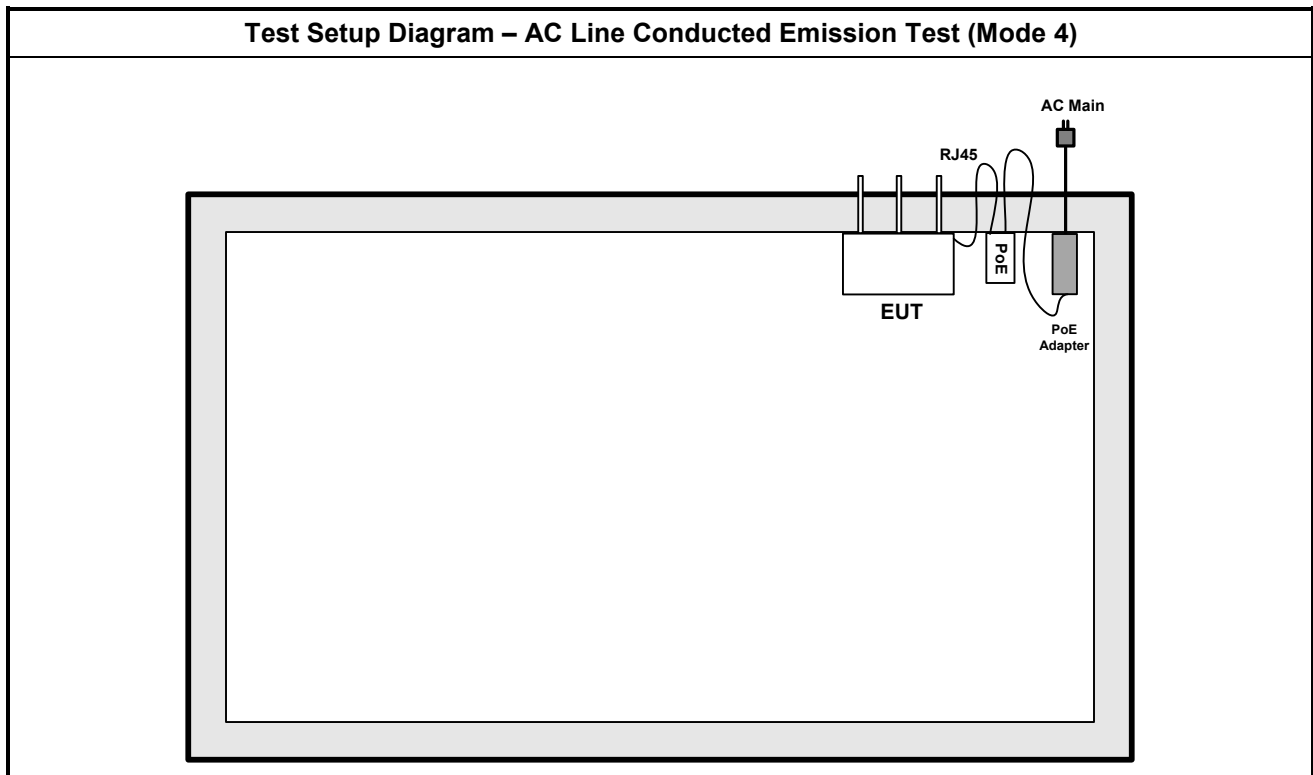 Test Setup Diagram – AC Line Conducted Emission Test (Mode 4)
AC Main
RJ45
PoE
EUT
PoE
Adapter